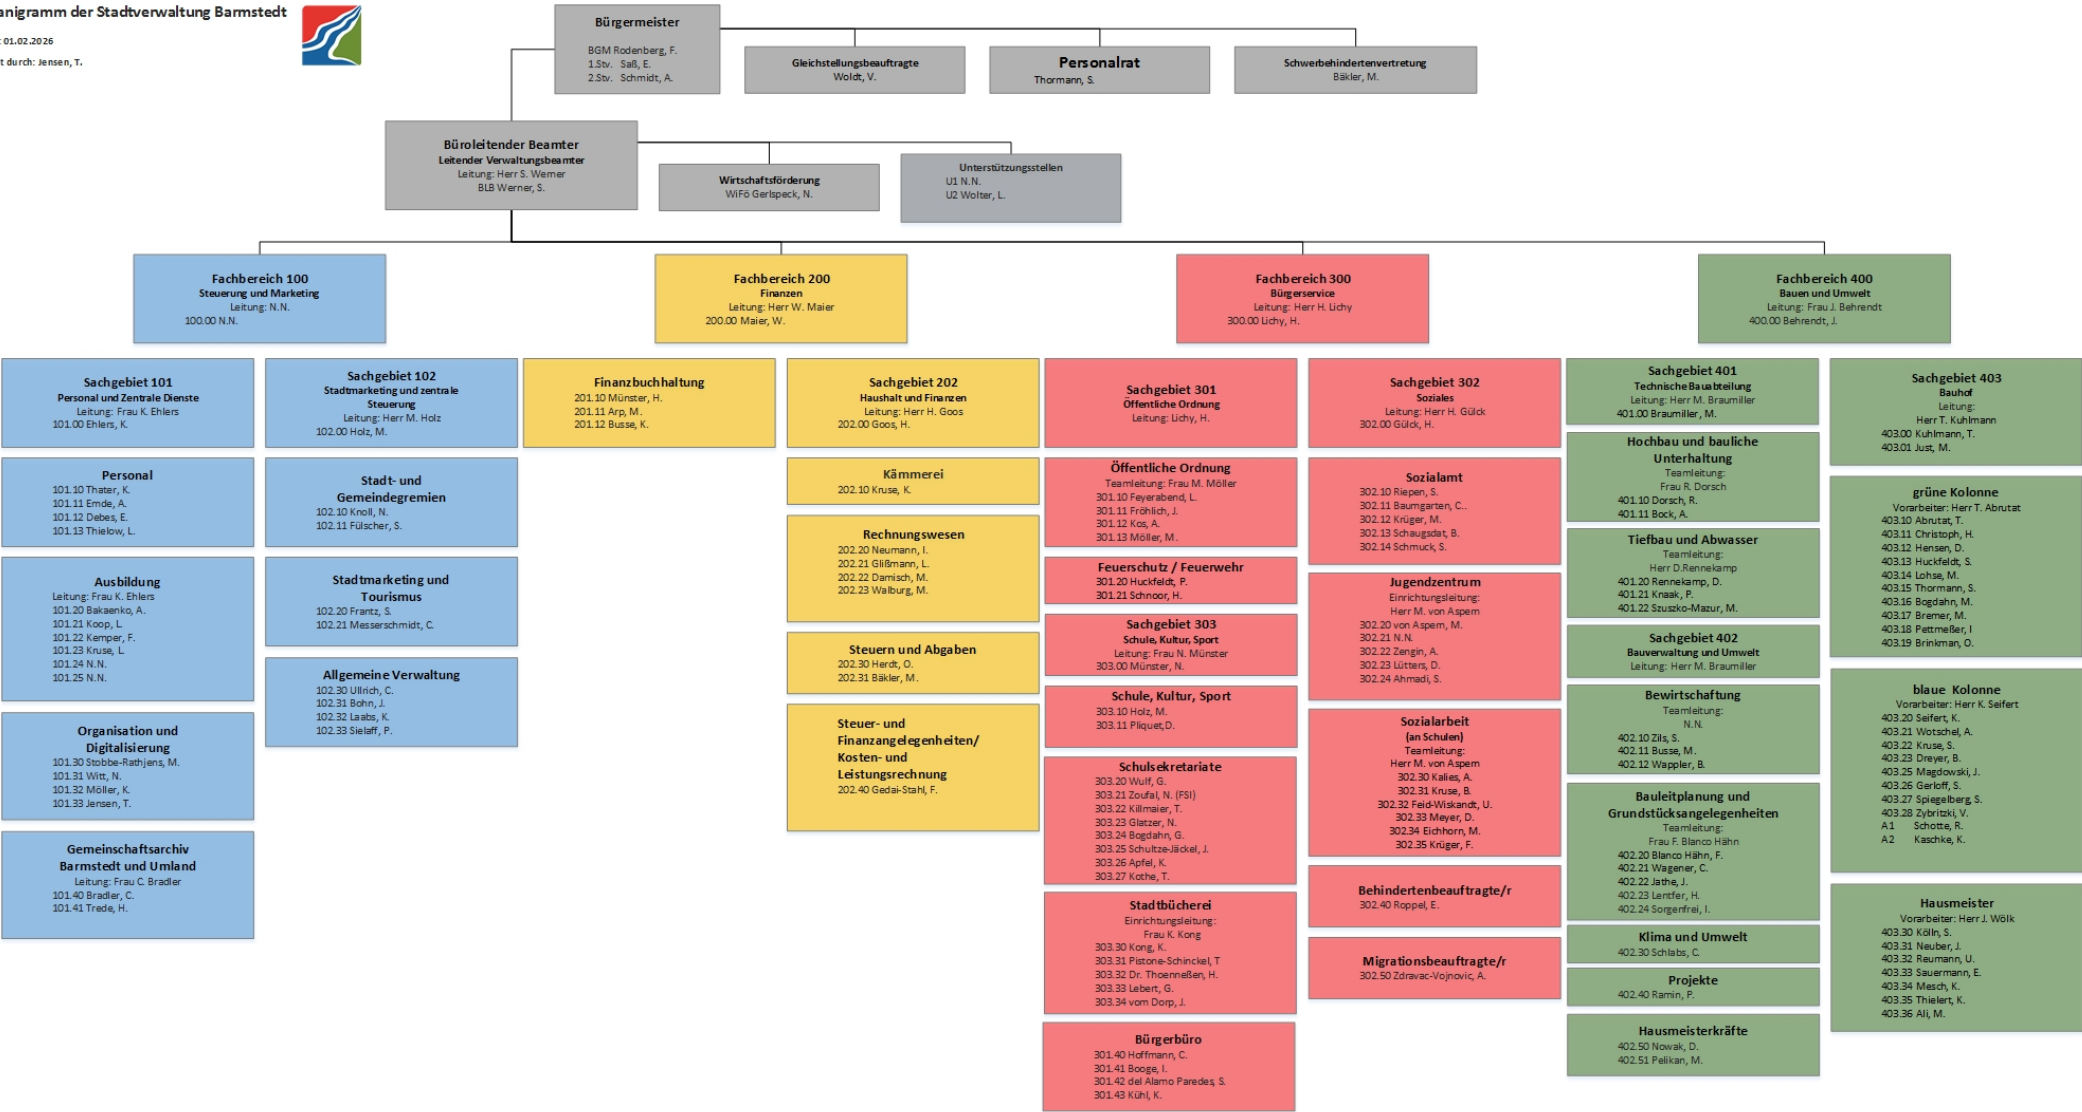 anigramm der Stadtverwaltung Barmstedt
: 01.02.2026
t durch: Jensen, T.
Bürgermeister
BGM Rodenberg, F.
1.Stv. Saß, E.
2.Stv. Schmidt, A.
Gleichstellungsbeauftragte
Woldt, V.
Personalrat
Thormann, S.
Schwerbehindertenvertretung
Bäkler, M.
Büroleitender Beamter
Leitender Verwaltungsbeamter
Leitung: Herr S. Werner
BLB Werner, S.
Wirtschaftsförderung
WiFö Gerlspeck, N.
Unterstützungsstellen
U1 N.N.
U2 Wolter, L.
Fachbereich 100
Steuerung und Marketing
Leitung: N.N.
100.00 N.N.
Fachbereich 200
Finanzen
Leitung: Herr W. Maier
200.00 Maier, W.
Fachbereich 300
Bürgerservice
Leitung: Herr H. Lichy
300.00 Lichy, H.
Fachbereich 400
Bauen und Umwelt
Leitung: Frau J. Behrendt
400.00 Behrendt, J.
Sachgebiet 101
Personal und Zentrale Dienste
Leitung: Frau K. Ehlers
101.00 Ehlers, K.
Personal
101.10 Thater, K.
101.11 Emde, A.
101.12 Debes, E.
101.13 Thielow, L.
Ausbildung
Leitung: Frau K. Ehlers
101.20 Bakaenko, A.
101.21 Koop, L
101.22 Kemper, F.
101.23 Kruse, L
101.24 N.N.
101.25 N.N.
Organisation und
Digitalisierung
101.30 Stobbe-Rathjens, M.
101.31 Witt, N.
101.32 Möller, K.
101.33 Jensen, T.
Gemeinschaftsarchiv
Barmstedt und Umland
Leitung: Frau C. Bradler
101.40 Bradler, C.
101.41 Trede, H.
Sachgebiet 102
Stadtmarketing und zentrale
Steuerung
Leitung: Herr M. Holz
102.00 Holz, M.
Stadt- und
Gemeindegremien
102.10 Knoll, N.
102.11 Fülscher, S.
Stadtmarketing und
Tourismus
102.20 Frantz, S.
102.21 Messerschmidt, C.
Allgemeine Verwaltung
102.30 Ullrich, C.
102.31 Bohn, J.
102.32 Laabs, K.
102.33 Sielaff, P.
Finanzbuchhaltung
201.10 Münster, H.
201.11 Arp, M.
201.12 Busse, K.
Sachgebiet 202
Haushalt und Finanzen
Leitung: Herr H. Goos
202.00 Goos, H.
Kämmerei
202.10 Kruse, K.
Rechnungswesen
202.20 Neumann, I.
202.21 Glißmann, L.
202.22 Damisch, M.
202.23 Walburg, M.
Steuern und Abgaben
202.30 Herdt, O.
202.31 Bäkler, M.
Steuer- und
Finanzangelegenheiten/
Kosten- und
Leistungsrechnung
202.40 Gedai-Stahl, F.
Sachgebiet 301
Öffentliche Ordnung
Leitung: Lichy, H.
Öffentliche Ordnung
Teamleitung: Frau M. Möller
301.10 Feyerabend, L.
301.11 Fröhlich, J.
301.12 Kos, A.
301.13 Möller, M.
Feuerschutz / Feuerwehr
301.20 Huckfeldt, P.
301.21 Schnoor, H.
Sachgebiet 303
Schule, Kultur, Sport
Leitung: Frau N. Münster
303.00 Münster, N.
Schule, Kultur, Sport
303.10 Holz, M.
303.11 Pliquet,D.
Schulsekretariate
303.20 Wulf, G.
303.21 Zoufal, N. (FSI)
303.22 Killmaier, T.
303.23 Glatzer, N.
303.24 Bogdahn, G.
303.25 Schultze-Jäckel, J.
303.26 Apfel, K.
303.27 Kothe, T.
Stadtbücherei
Einrichtungsleitung:
Frau K. Kong
303.30 Kong, K.
303.31 Pistone-Schinckel, T
303.32 Dr. Thoenneßen, H.
303.33 Lebert, G.
303.34 vom Dorp, J.
Bürgerbüro
301.40 Hoffmann, C.
301.41 Booge, I.
301.42 del Alamo Paredes, S.
301.43 Kühl, K.
Sachgebiet 302
Soziales
Leitung: Herr H. Gülck
302.00 Gülck, H.
Sozialamt
302.10 Riepen, S.
302.11 Baumgarten, C..
302.12 Krüger, M.
302.13 Schaugsdat, B.
302.14 Schmuck, S.
Jugendzentrum
Einrichtungsleitung:
Herr M. von Aspern
302.20 von Aspern, M.
302.21 N.N.
302.22 Zengin, A.
302.23 Lütters, D.
302.24 Ahmadi, S.
Sozialarbeit
(an Schulen)
Teamleitung:
Herr M. von Aspern
302.30 Kalies, A.
302.31 Kruse, B.
302.32 Feid-Wiskandt, U.
302.33 Meyer, D.
302.34 Eichhorn, M.
302.35 Krüger, F.
Behindertenbeauftragte/r
302.40 Roppel, E.
Migrationsbeauftragte/r
302.50 Zdravac-Vojnovic, A.
Sachgebiet 401
Technische Bauabteilung
Leitung: Herr M. Braumiller
401.00 Braumiller, M.
Hochbau und bauliche
Unterhaltung
Teamleitung:
Frau R. Dorsch
401.10 Dorsch, R.
401.11 Bock, A.
Tiefbau und Abwasser
Teamleitung:
Herr D.Rennekamp
401.20 Rennekamp, D.
401.21 Knaak, P.
401.22 Szuszko-Mazur, M.
Sachgebiet 402
Bauverwaltung und Umwelt
Leitung: Herr M. Braumiller
Bewirtschaftung
Teamleitung:
N.N.
402.10 Zils, S.
402.11 Busse, M.
402.12 Wappler, B.
Bauleitplanung und
Grundstücksangelegenheiten
Teamleitung:
Frau F. Blanco Hähn
402.20 Blanco Hähn, F.
402.21 Wagener, C.
402.22 Jathe, J.
402.23 Lentfer, H.
402.24 Sorgenfrei, I.
Klima und Umwelt
402.30 Schlabs, C.
Projekte
402.40 Ramin, P.
Hausmeisterkräfte
402.50 Nowak, D.
402.51 Pelikan, M.
Sachgebiet 403
Bauhof
Leitung:
Herr T. Kuhlmann
403.00 Kuhlmann, T.
403.01 Just, M.
grüne Kolonne
Vorarbeiter: Herr T. Abrutat
403.10 Abrutat, T.
403.11 Christoph, H.
403.12 Hensen, D.
403.13 Huckfeldt, S.
403.14 Lohse, M.
403.15 Thormann, S.
403.16 Bogdahn, M.
403.17 Bremer, M.
403.18 Pettmeßer, I
403.19 Brinkman, O.
blaue Kolonne
Vorarbeiter: Herr K. Seifert
403.20 Seifert, K.
403.21 Wotschel, A.
403.22 Kruse, S.
403.23 Dreyer, B.
403.25 Magdowski, J.
403.26 Gerloff, S.
403.27 Spiegelberg, S.
403.28 Zybritzki, V.
A1 Schotte, R.
A2 Kaschke, K.
Hausmeister
Vorarbeiter: Herr J. Wölk
403.30 Kölln, S.
403.31 Neuber, J.
403.32 Reumann, U.
403.33 Sauermann, E.
403.34 Mesch, K.
403.35 Thielert, K.
403.36 Ali, M.